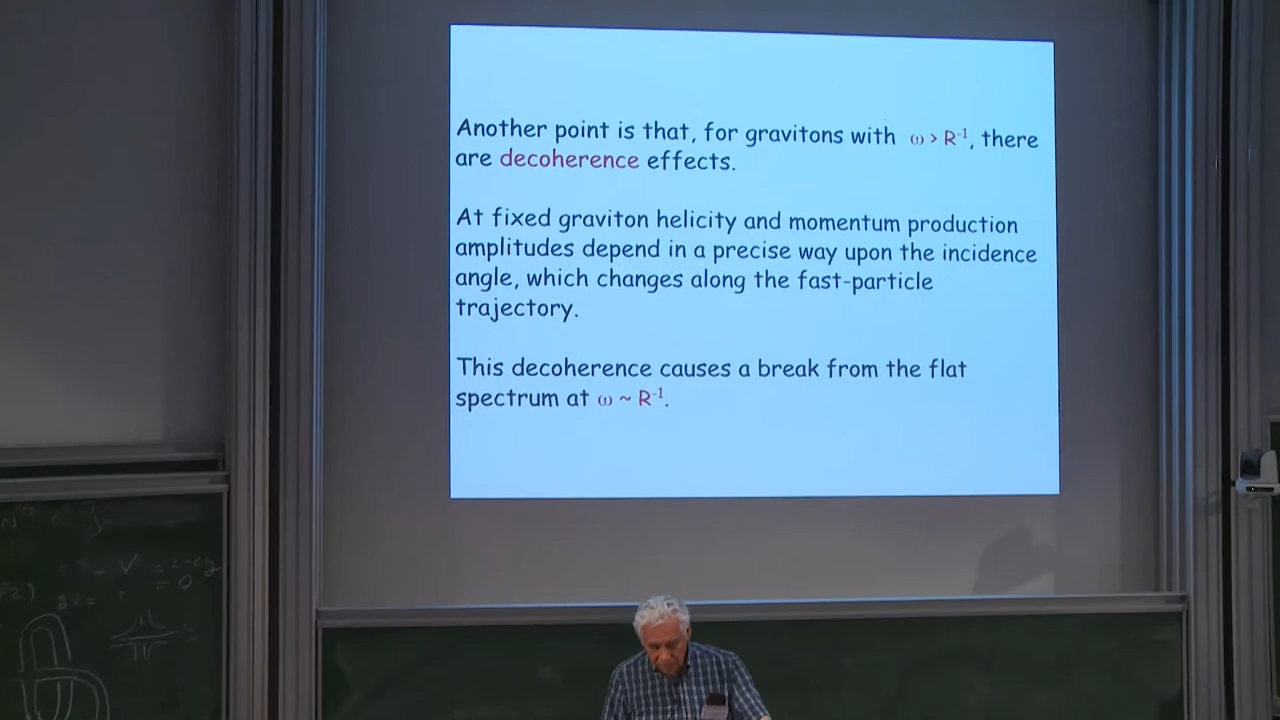 Another point is that, for gravitons with ω > R⁻¹, there
are decoherence effects.
At fixed graviton helicity and momentum production
amplitudes depend in a precise way upon the incidence
angle, which changes along the fast-particle
trajectory.
This decoherence causes a break from the flat
spectrum at ω ~ R⁻¹.